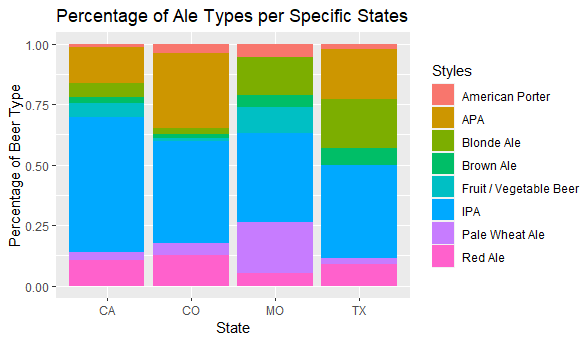 Percentage of Ale Types per Specific States
Percentage of Beer Type
1.00
0.75
0.50
0.25
0.00
CA
CO
MO
TX
State
Styles
American Porter
APA
Blonde Ale
Brown Ale
Fruit / Vegetable Beer
IPA
Pale Wheat Ale
Red Ale